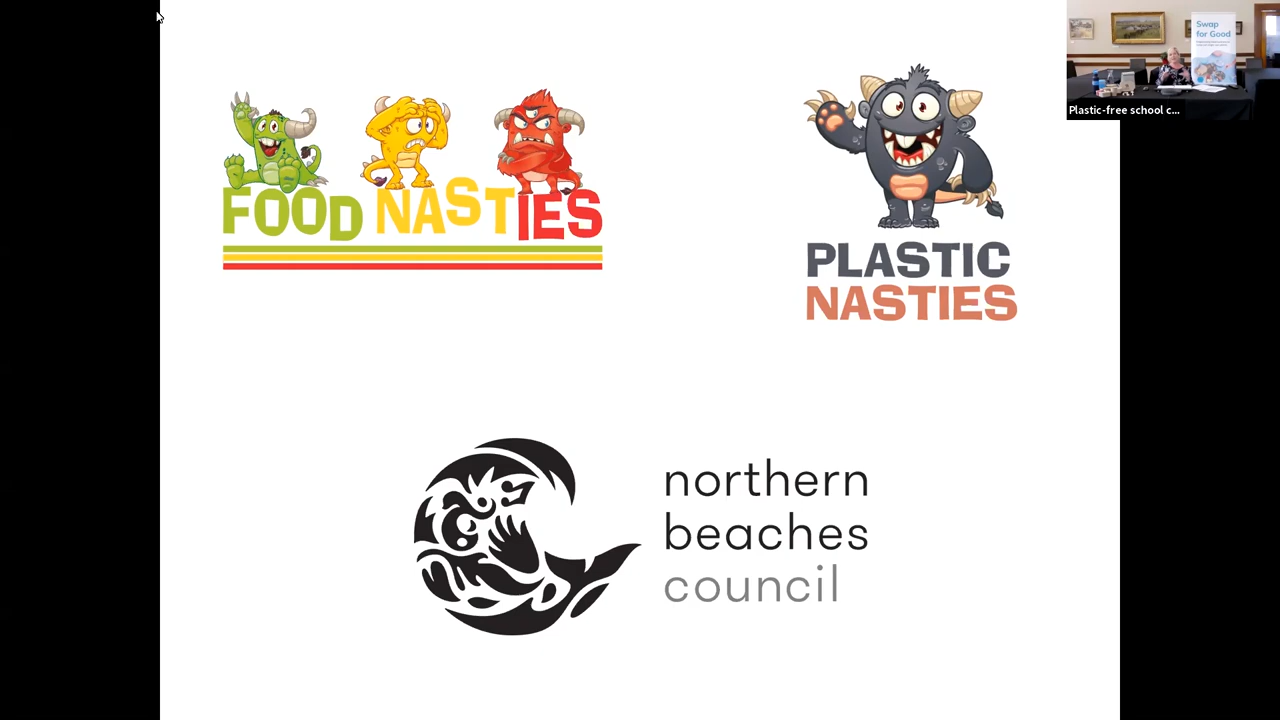 FOOD NASTIES
PLASTIC
NASTIES
northern
beaches
council
Swap
for Good
Plastic-free school c...